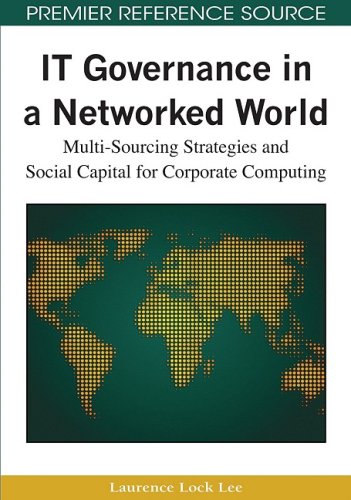 PREMIER REFERENCE SOURCE
IT Governance in
a Networked World
Multi-Sourcing Strategies and
Social Capital for Corporate Computing
Laurence Lock Lee